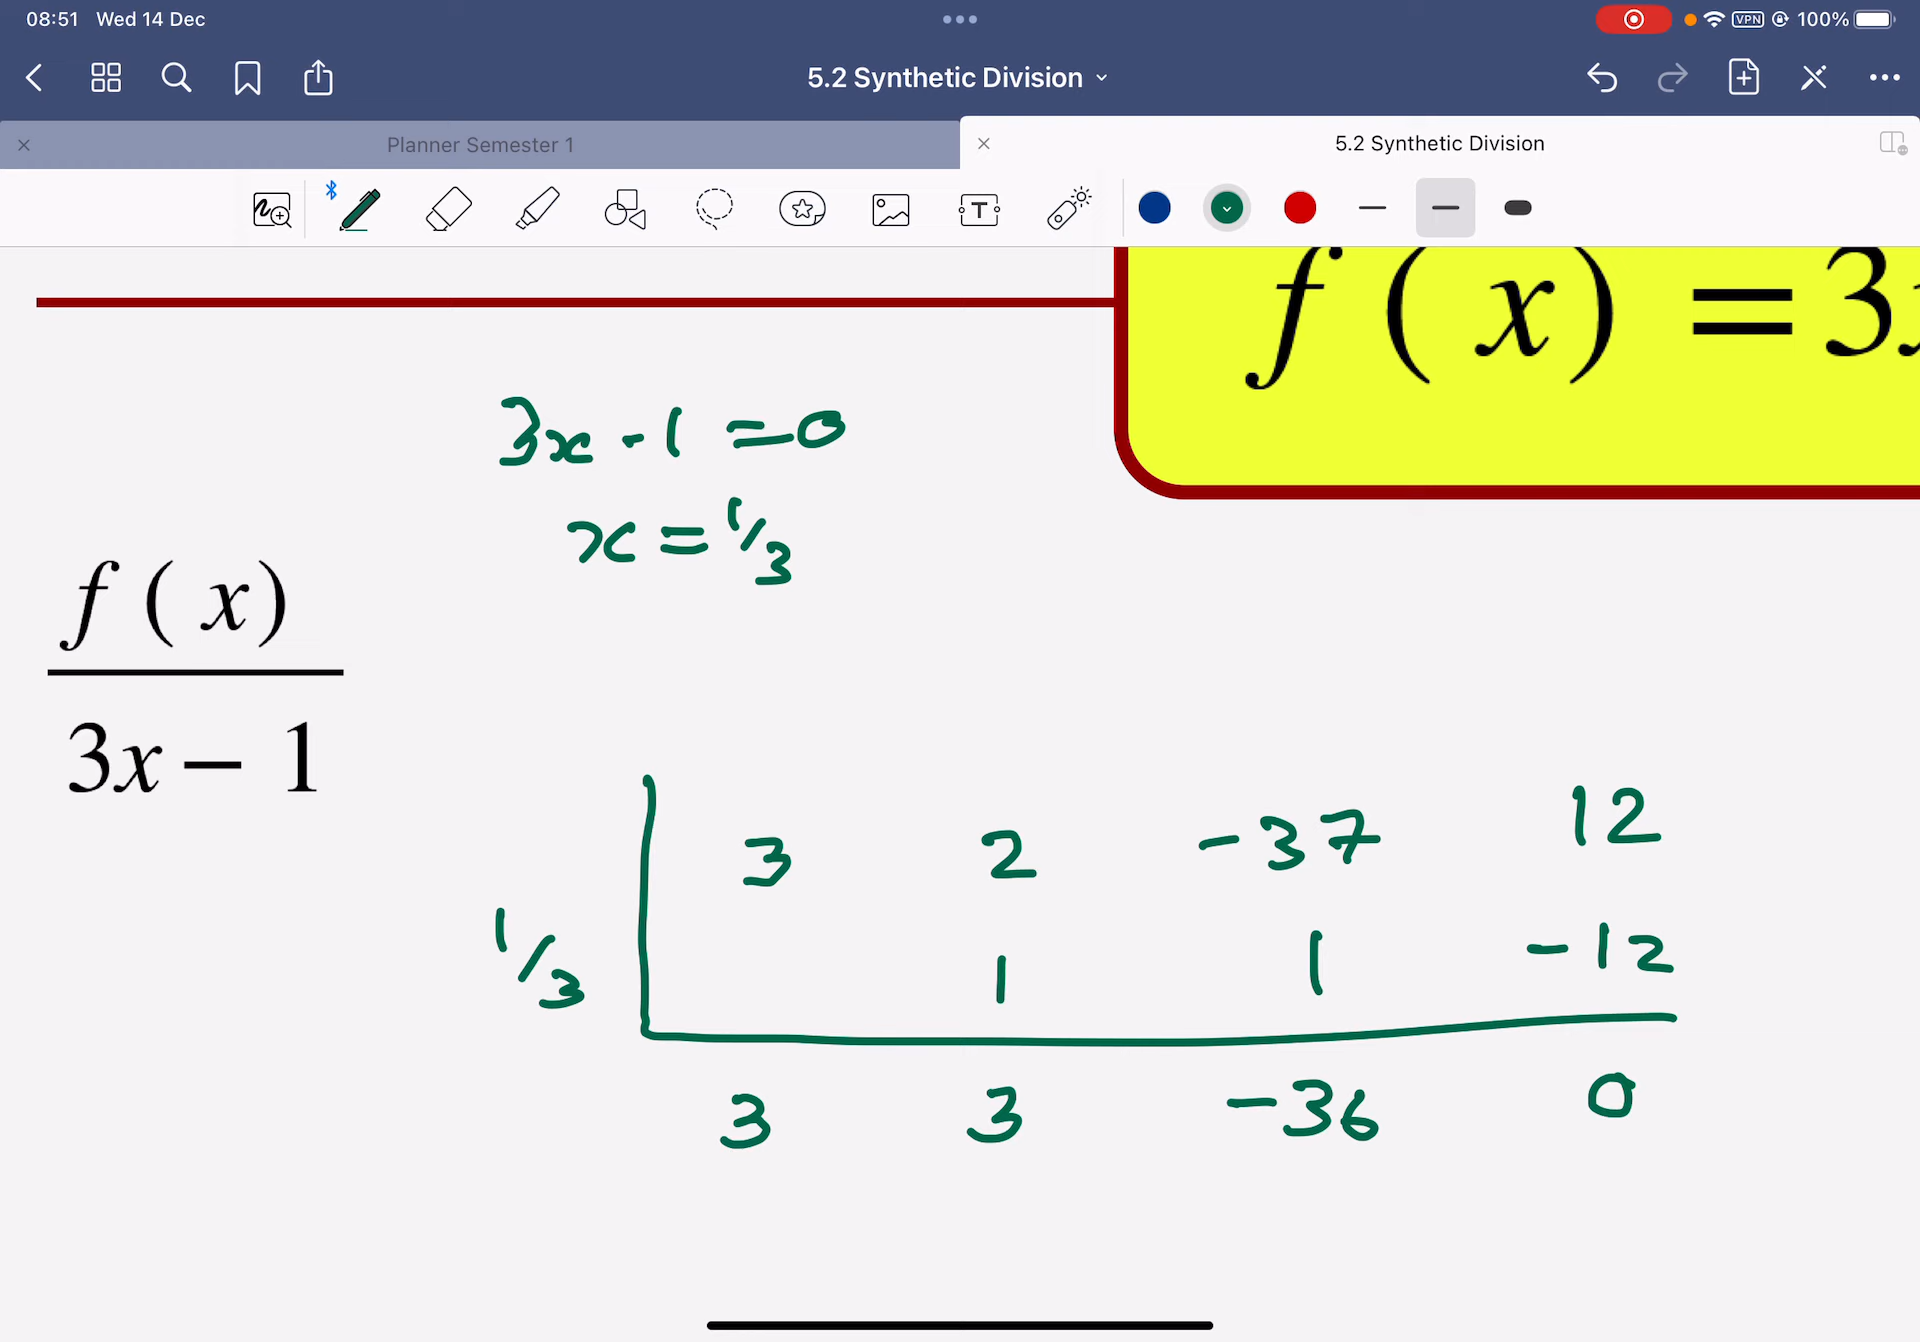 08:51 Wed 14 Dec
VPN 100%
5.2 Synthetic Division
Planner Semester 1
5.2 Synthetic Division
T
f ( x ) = 3
3x - 1 = 0
x = 1/3
f ( x )
3x − 1
3 2 -37 12
1/3 1 1 -12
3 3 -36 0